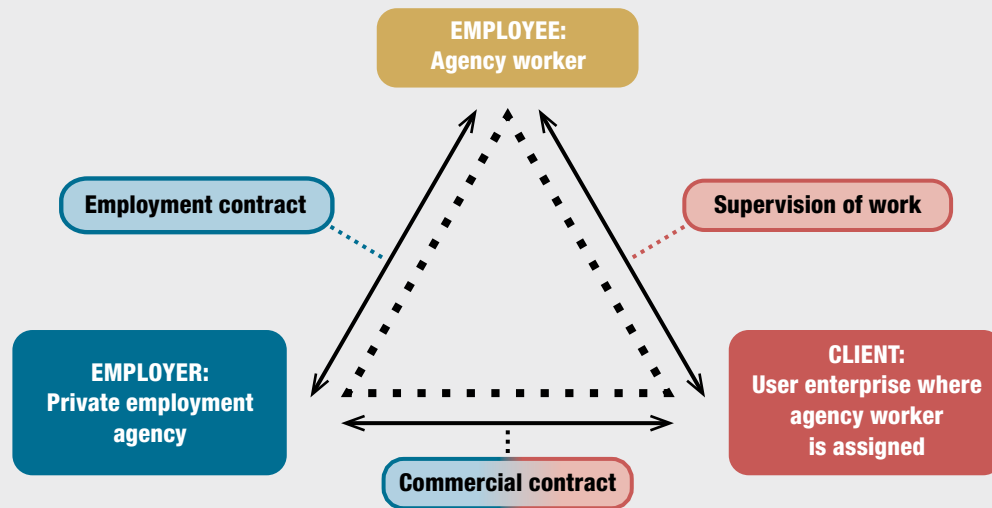 EMPLOYEE:
Agency worker
Employment contract
Supervision of work
EMPLOYER:
Private employment
agency
CLIENT:
User enterprise where
agency worker
is assigned
Commercial contract